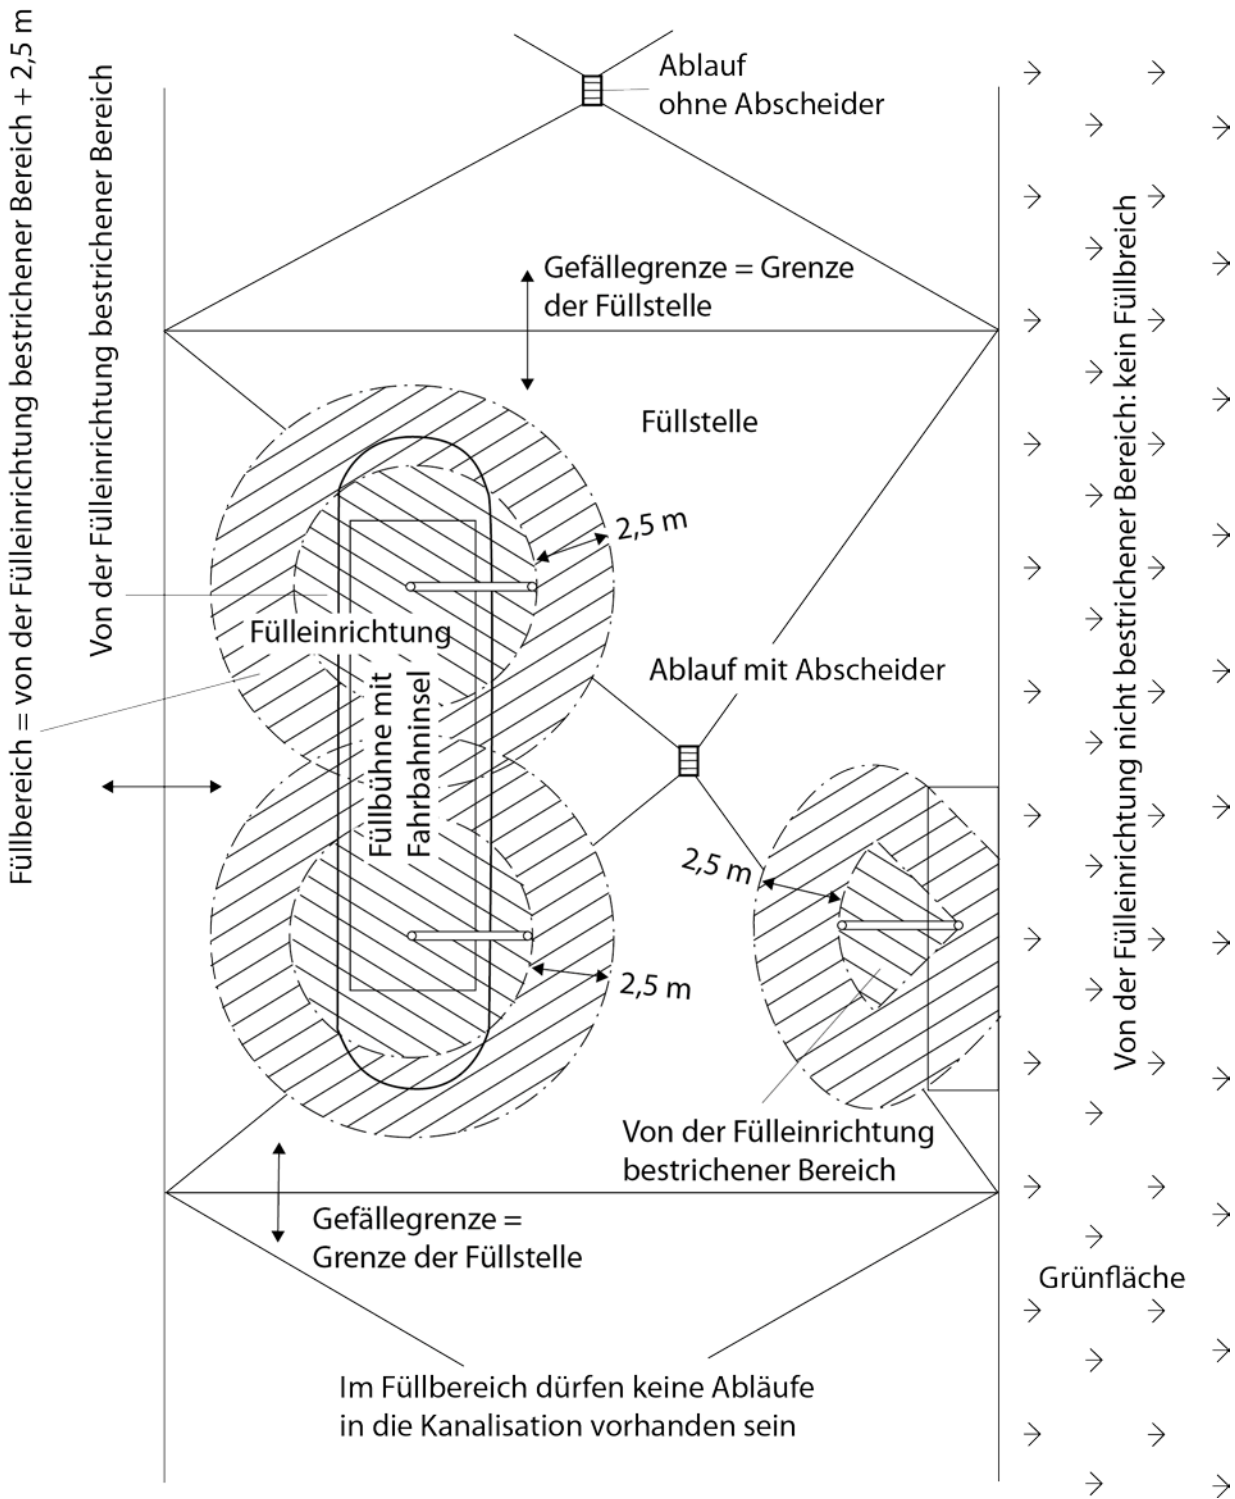 Füllbereich = von der Fülleinrichtung bestrichener Bereich + 2,5 m
Von der Fülleinrichtung bestrichener Bereich
Ablauf
ohne Abscheider
Gefällegrenze = Grenze
der Füllstelle
Füllstelle
2,5 m
Fülleinrichtung
Füllbühne mit
Fahrbahninsel
Ablauf mit Abscheider
2,5 m
2,5 m
Von der Fülleinrichtung
bestrichener Bereich
Gefällegrenze =
Grenze der Füllstelle
Von der Fülleinrichtung nicht bestrichener Bereich: kein Füllbreich
Grünfläche
Im Füllbereich dürfen keine Abläufe
in die Kanalisation vorhanden sein